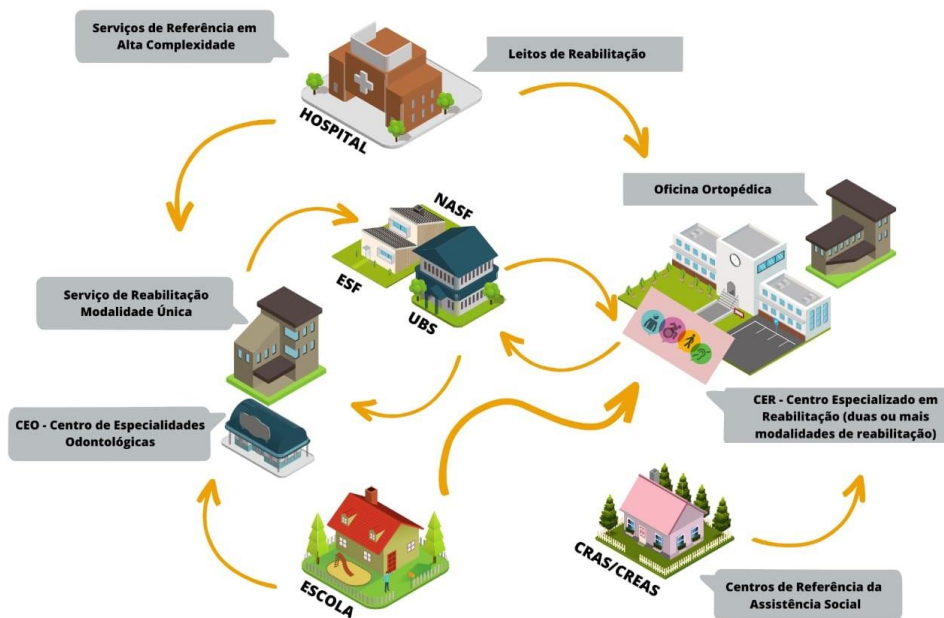 Serviços de Referência em
Alta Complexidade
Leitos de Reabilitação
HOSPITAL
Oficina Ortopédica
NASF
ESF
UBS
Serviço de Reabilitação
Modalidade Única
CEO - Centro de Especialidades
Odontológicas
CER - Centro Especializado em
Reabilitação (duas ou mais
modalidades de reabilitação)
ESCOLA
CRAS/CREAS
Centros de Referência da
Assistência Social